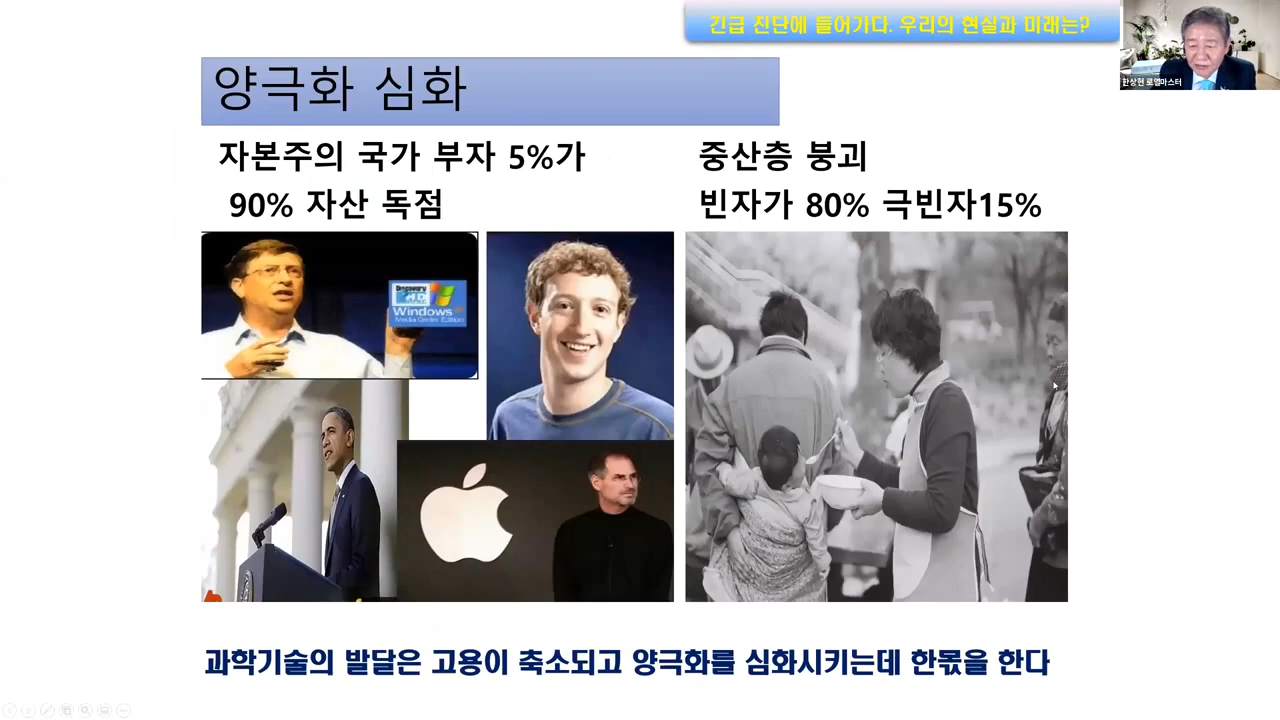 긴급 진단에 들어가다. 우리의 현실과 미래는?
한상현 로열마스터
양극화 심화
자본주의 국가 부자 5%가
90% 자산 독점
중산층 붕괴
빈자가 80% 극빈자15%
Discovery
Windows
Media Center Edition
과학기술의 발달은 고용이 축소되고 양극화를 심화시키는데 한몫을 한다